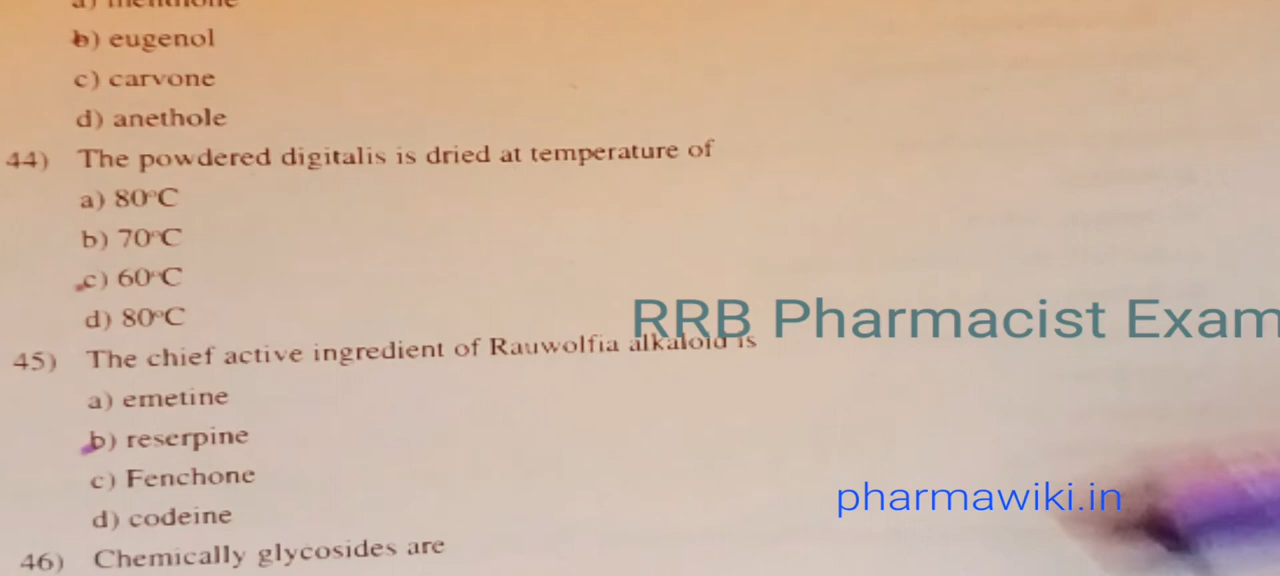 a) menthone
b) eugenol
c) carvone
d) anethole
44) The powdered digitalis is dried at temperature of
a) 80°C
b) 70°C
c) 60°C
d) 80°C
RRB Pharmacist Exam
45) The chief active ingredient of Rauwolfia alkaloid is
a) emetine
b) reserpine
c) Fenchone
d) codeine
pharmawiki.in
46) Chemically glycosides are